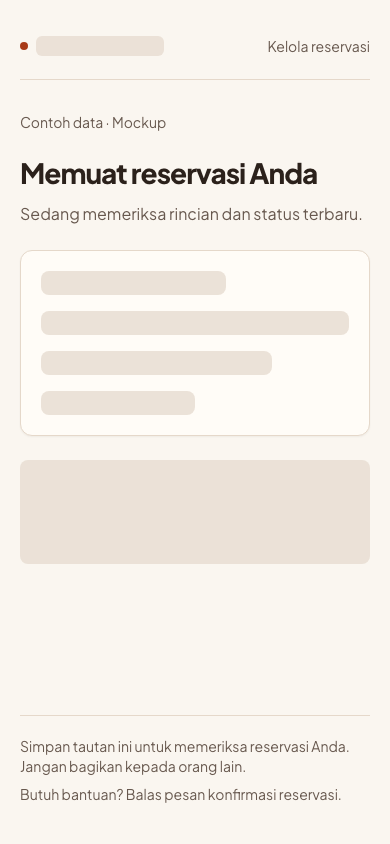 Kelola reservasi
Contoh data · Mockup
Memuat reservasi Anda
Sedang memeriksa rincian dan status terbaru.
Simpan tautan ini untuk memeriksa reservasi Anda.
Jangan bagikan kepada orang lain.
Butuh bantuan? Balas pesan konfirmasi reservasi.